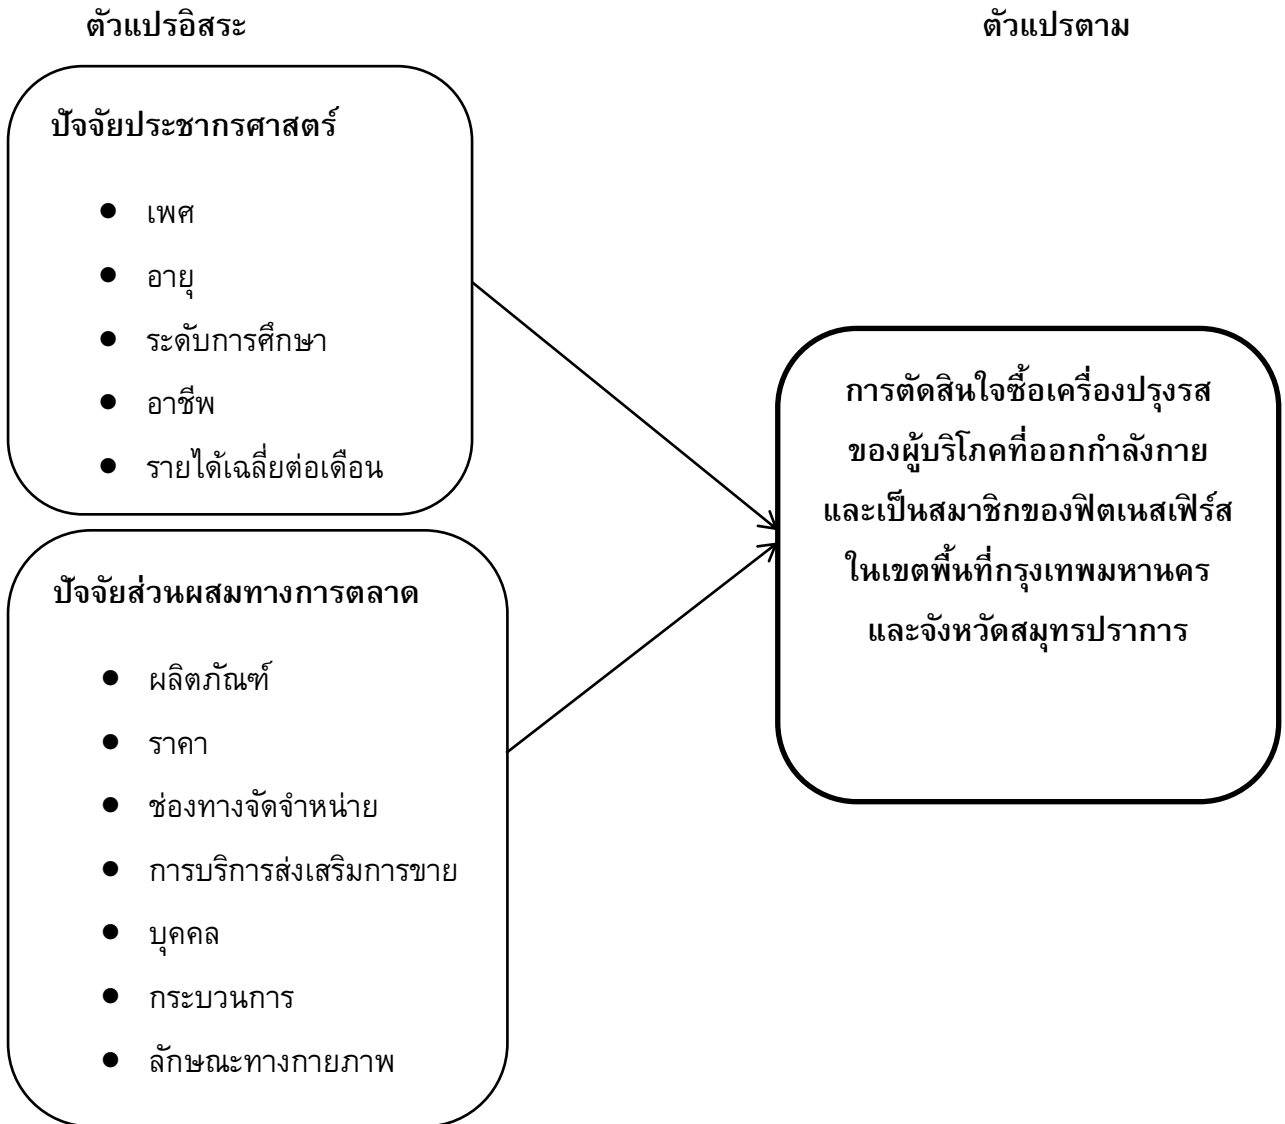 ตัวแปรอิสระ
ตัวแปรตาม
ปัจจัยประชากรศาสตร์
● เพศ
● อายุ
● ระดับการศึกษา
● อาชีพ
● รายได้เฉลี่ยต่อเดือน
ปัจจัยส่วนผสมทางการตลาด
● ผลิตภัณฑ์
● ราคา
● ช่องทางจัดจำหน่าย
● การบริการส่งเสริมการขาย
● บุคคล
● กระบวนการ
● ลักษณะทางกายภาพ
การตัดสินใจซื้อเครื่องปรุงรส
ของผู้บริโภคที่ออกกำลังกาย
และเป็นสมาชิกของฟิตเนสเฟิร์ส
ในเขตพื้นที่กรุงเทพมหานคร
และจังหวัดสมุทรปราการ